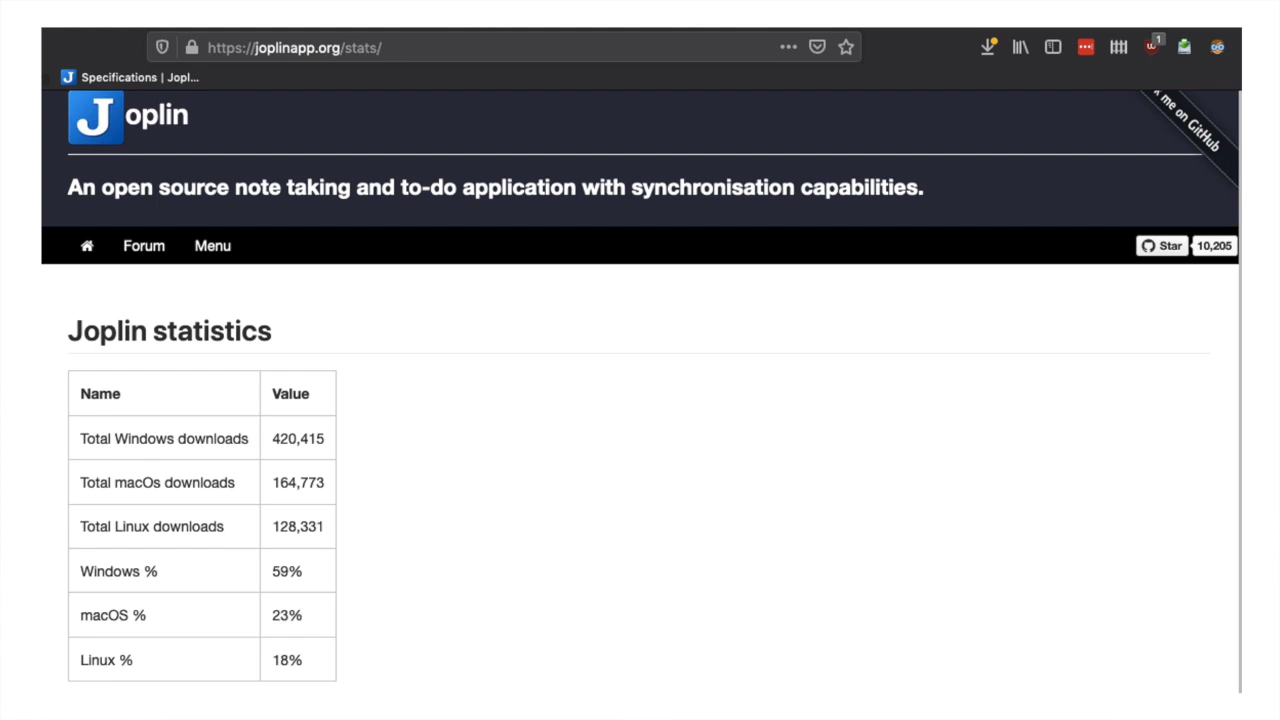 https://joplinapp.org/stats/
1
Specifications | Jopl...
Joplin
k me on GitHub
An open source note taking and to-do application with synchronisation capabilities.
Forum Menu Star 10,205
Joplin statistics
Name Value
Total Windows downloads 420,415
Total macOs downloads 164,773
Total Linux downloads 128,331
Windows % 59%
macOS % 23%
Linux % 18%